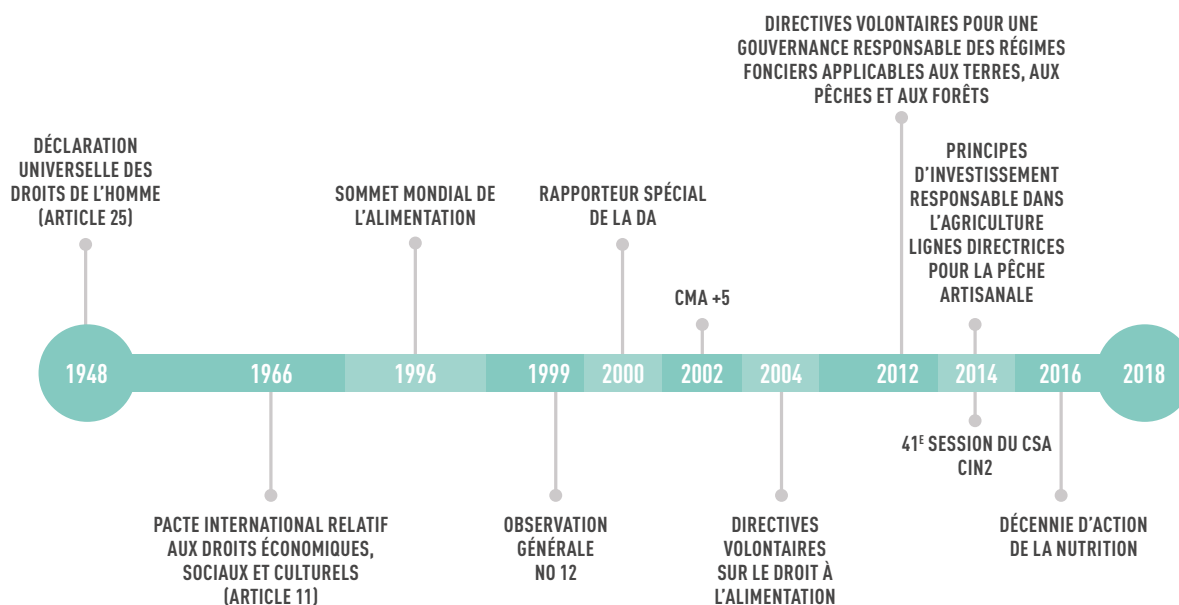 DIRECTIVES VOLONTAIRES POUR UNE
GOUVERNANCE RESPONSABLE DES RÉGIMES
FONCIERS APPLICABLES AUX TERRES, AUX
PÊCHES ET AUX FORÊTS
DÉCLARATION
UNIVERSELLE DES
DROITS DE L'HOMME
(ARTICLE 25)
SOMMET MONDIAL DE
L'ALIMENTATION
RAPPORTEUR SPÉCIAL
DE LA DA
CMA +5
PRINCIPES
D'INVESTISSEMENT
RESPONSABLE DANS
L'AGRICULTURE
LIGNES DIRECTRICES
POUR LA PÊCHE
ARTISANALE
1948 1966 1996 1999 2000 2002 2004 2012 2014 2016 2018
PACTE INTERNATIONAL RELATIF
AUX DROITS ÉCONOMIQUES,
SOCIAUX ET CULTURELS
(ARTICLE 11)
OBSERVATION
GÉNÉRALE
NO 12
DIRECTIVES
VOLONTAIRES
SUR LE DROIT À
L'ALIMENTATION
41E SESSION DU CSA
CIN2
DÉCENNIE D'ACTION
DE LA NUTRITION